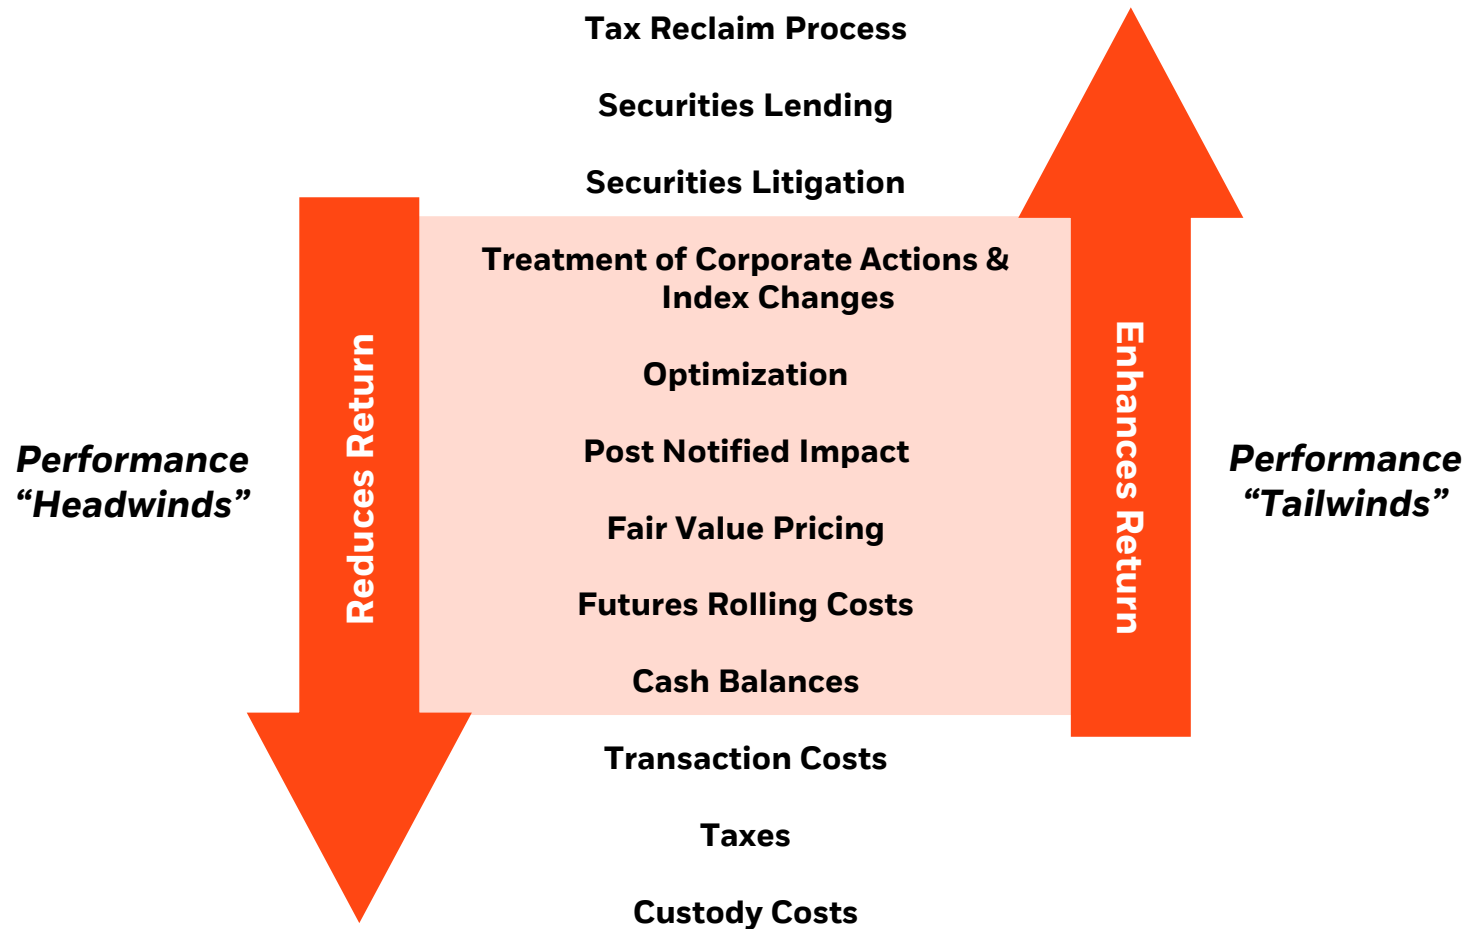 Tax Reclaim Process
Securities Lending
Securities Litigation
Treatment of Corporate Actions &
Index Changes
Optimization
Post Notified Impact
Fair Value Pricing
Futures Rolling Costs
Cash Balances
Transaction Costs
Taxes
Custody Costs
Performance
“Headwinds”
Reduces Return
Enhances Return
Performance
“Tailwinds”